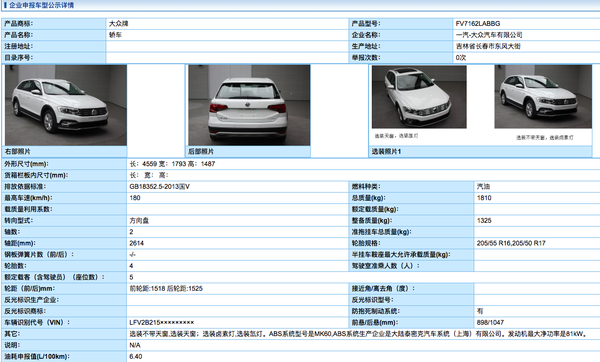 企业申报车型公示详情
产品商标： 大众牌 产品型号： FV7162LABBG
产品名称： 轿车 企业名称： 一汽-大众汽车有限公司
注册地址： 生产地址： 吉林省长春市东风大街
目录序号： 举报次数： 0次
选装天窗，选装氙灯 选装不带天窗，选装卤素灯
右部照片 后部照片 选装照片1
外形尺寸(mm)： 长：4559 宽：1793 高：1487
货箱栏板内尺寸(mm)： 长： 宽： 高：
排放依据标准： GB18352.5-2013国V 燃料种类： 汽油
最高车速(km/h)： 180 总质量(kg)： 1810
载质量利用系数： 额定载质量(kg)：
转向型式： 方向盘 整备质量(kg)： 1325
轴数： 2 准拖挂车总质量(kg)：
轴距(mm)： 2614 轮胎规格： 205/55 R16,205/50 R17
钢板弹簧片数（前/后）： -/- 半挂车鞍座最大允许承载质量(kg)：
轮胎数： 4 驾驶室准乘人数（人）：
额定载客（含驾驶员）（座位数）： 5
轮距（前/后)mm： 前轮距:1518 后轮距:1525 接近角/离去角（度）：
反光标识生产企业： 反光标识型号：
反光标识商标： 防抱死制动系统： 有
车辆识别代号（VIN）： LFV2B215××××××××× 前悬/后悬(mm)： 898/1047
其它： 选装不带天窗,选装天窗；选装卤素灯,选装氙灯。ABS系统型号是MK60,ABS系统生产企业是大陆泰密克汽车系统（上海）有限公司。发动机最大净功率是81kW。
说明： N/A
油耗申报值(L/100km)： 6.40